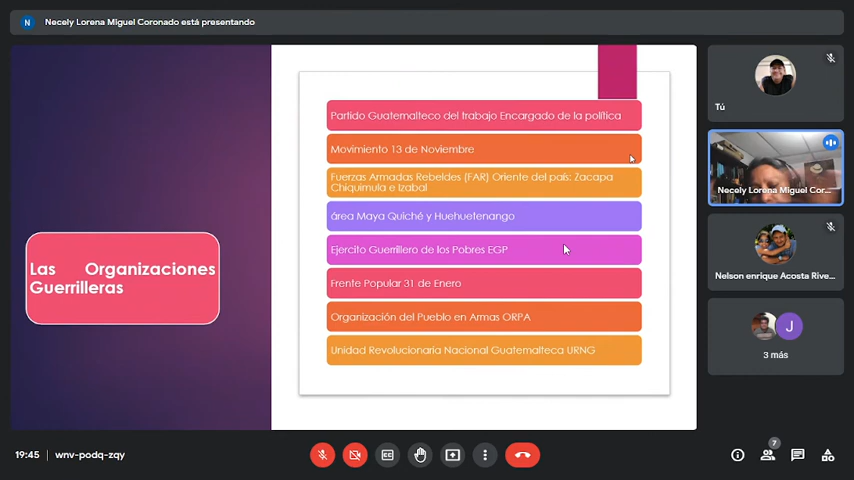 N Necely Lorena Miguel Coronado está presentando
Las Organizaciones
Guerrilleras
Partido Guatemalteco del trabajo Encargado de la política
Movimiento 13 de Noviembre
Fuerzas Armadas Rebeldes (FAR) Oriente del país: Zacapa
Chiquimula e Izabal
área Maya Quiché y Huehuetenango
Ejercito Guerrillero de los Pobres EGP
Frente Popular 31 de Enero
Organización del Pueblo en Armas ORPA
Unidad Revolucionaria Nacional Guatemalteca URNG
Tú
Necely Lorena Miguel Cor...
Nelson enrique Acosta Rive...
J
3 más
19:45 wnv-podq-zqy
7